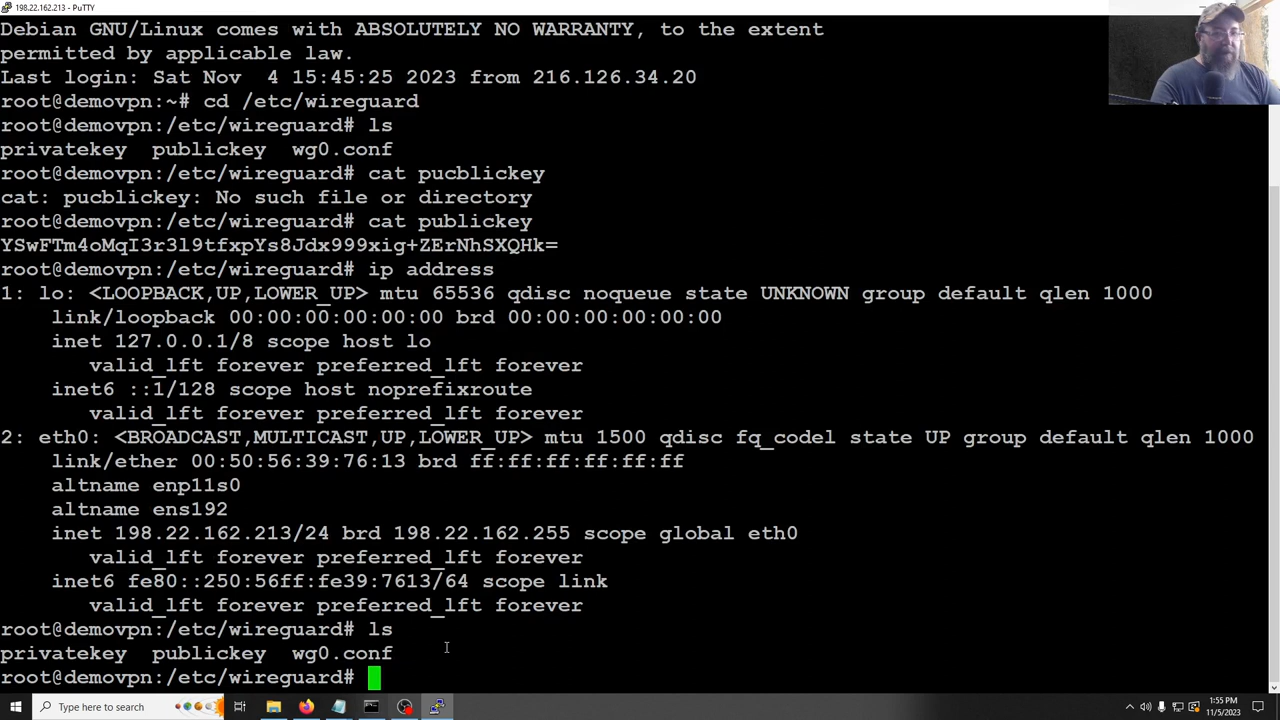 198.22.162.213 - PuTTY
Debian GNU/Linux comes with ABSOLUTELY NO WARRANTY, to the extent
permitted by applicable law.
Last login: Sat Nov  4 15:45:25 2023 from 216.126.34.20
root@demovpn:~# cd /etc/wireguard
root@demovpn:/etc/wireguard# ls
privatekey  publickey  wg0.conf
root@demovpn:/etc/wireguard# cat pucblickey
cat: pucblickey: No such file or directory
root@demovpn:/etc/wireguard# cat publickey
YSwFTm4oMqI3r3l9tfxpYs8Jdx999xig+ZErNhSXQHk=
root@demovpn:/etc/wireguard# ip address
1: lo: <LOOPBACK,UP,LOWER_UP> mtu 65536 qdisc noqueue state UNKNOWN group default qlen 1000
    link/loopback 00:00:00:00:00:00 brd 00:00:00:00:00:00
    inet 127.0.0.1/8 scope host lo
       valid_lft forever preferred_lft forever
    inet6 ::1/128 scope host noprefixroute
       valid_lft forever preferred_lft forever
2: eth0: <BROADCAST,MULTICAST,UP,LOWER_UP> mtu 1500 qdisc fq_codel state UP group default qlen 1000
    link/ether 00:50:56:39:76:13 brd ff:ff:ff:ff:ff:ff
    altname enp11s0
    altname ens192
    inet 198.22.162.213/24 brd 198.22.162.255 scope global eth0
       valid_lft forever preferred_lft forever
    inet6 fe80::250:56ff:fe39:7613/64 scope link
       valid_lft forever preferred_lft forever
root@demovpn:/etc/wireguard# ls
privatekey  publickey  wg0.conf
root@demovpn:/etc/wireguard#
Type here to search
1:55 PM
11/5/2023